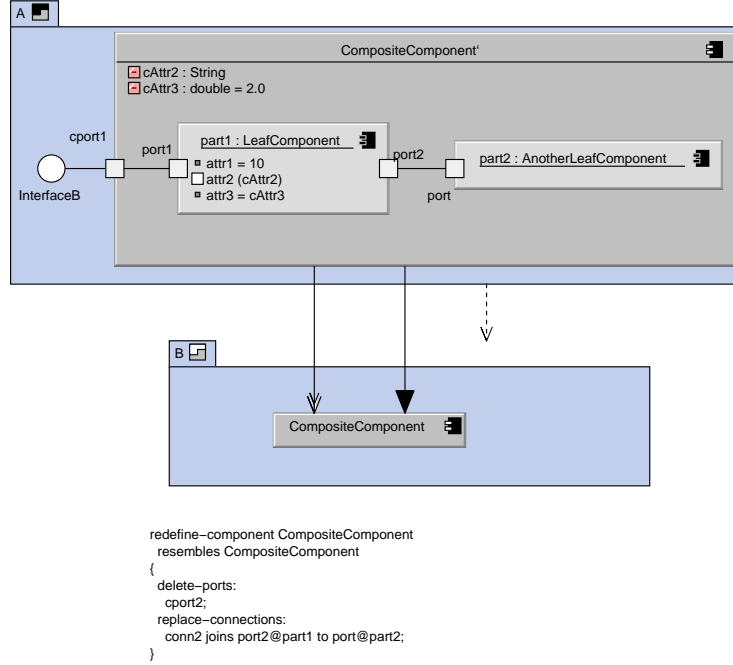 A
CompositeComponent‘
cAttr2 : String
cAttr3 : double = 2.0
cport1
port1
part1 : LeafComponent
port2
part2 : AnotherLeafComponent
attr1 = 10
attr2 (cAttr2)
attr3 = cAttr3
InterfaceB
port
B
CompositeComponent
redefine−component CompositeComponent
resembles CompositeComponent
{
delete−ports:
cport2;
replace−connections:
conn2 joins port2@part1 to port@part2;
}